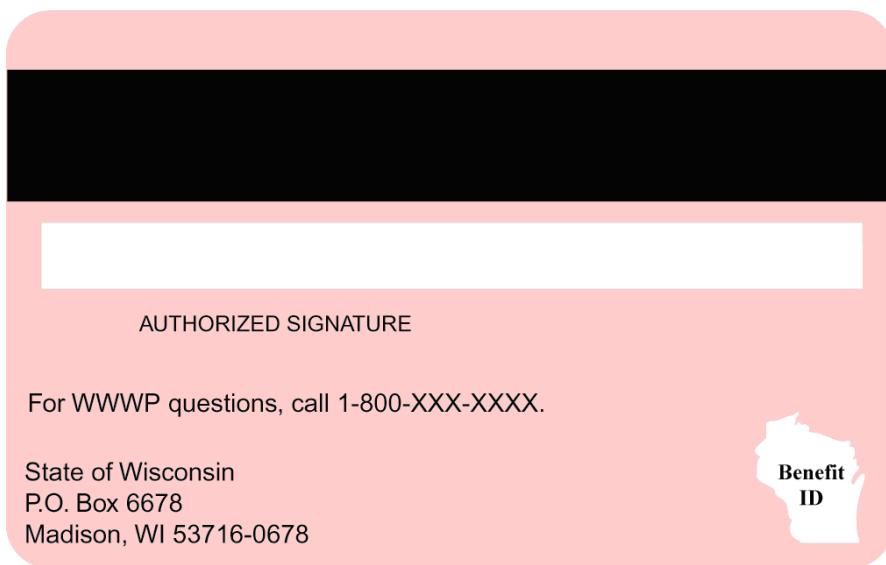 AUTHORIZED SIGNATURE
For WWWP questions, call 1-800-XXX-XXXX.
State of Wisconsin
P.O. Box 6678
Madison, WI 53716-0678
Benefit
ID